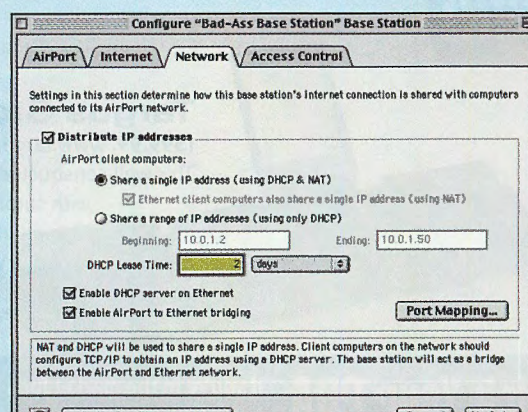 Configure “Bad-Ass Base Station” Base Station
AirPort Internet Network Access Control
Settings in this section determine how this base station's Internet connection is shared with computers
connected to its AirPort network.
Distribute IP addresses
AirPort client computers:
Share a single IP address (using DHCP & NAT)
Ethernet client computers also share a single IP address (using NAT)
Share a range of IP addresses (using only DHCP)
Beginning: 10.0.1.2 Ending: 10.0.1.50
DHCP Lease Time: 2 days
Enable DHCP server on Ethernet
Enable AirPort to Ethernet bridging
Port Mapping...
NAT and DHCP will be used to share a single IP address. Client computers on the network should
configure TCP/IP to obtain an IP address using a DHCP server. The base station will act as a bridge
between the AirPort and Ethernet network.